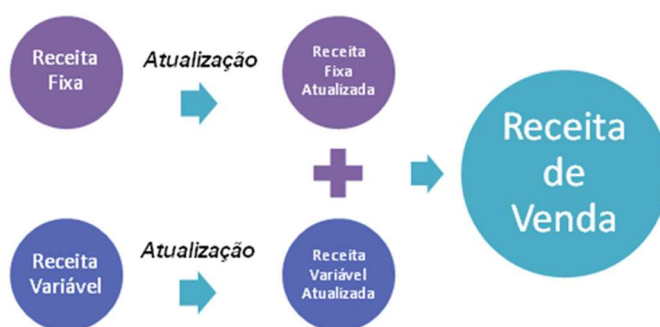 Receita
Fixa
Atualização
Receita
Fixa
Atualizada
Receita
de
Venda
Receita
Variável
Atualização
Receita
Variável
Atualizada